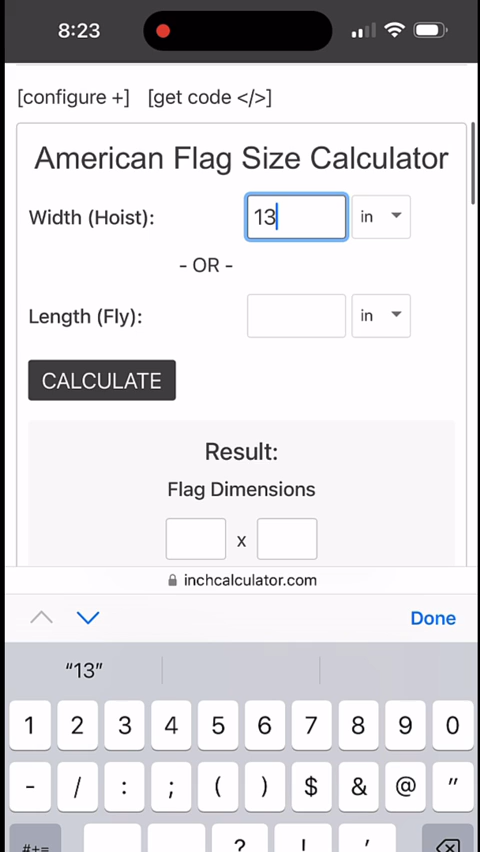 8:23
[configure +] [get code </>]
American Flag Size Calculator
Width (Hoist): 13 in
- OR -
Length (Fly): in
CALCULATE
Result:
Flag Dimensions
x
inchcalculator.com
Done
“13”
1 2 3 4 5 6 7 8 9 0
- / : ; ( ) $ & @ ”
#+= ? ! ’